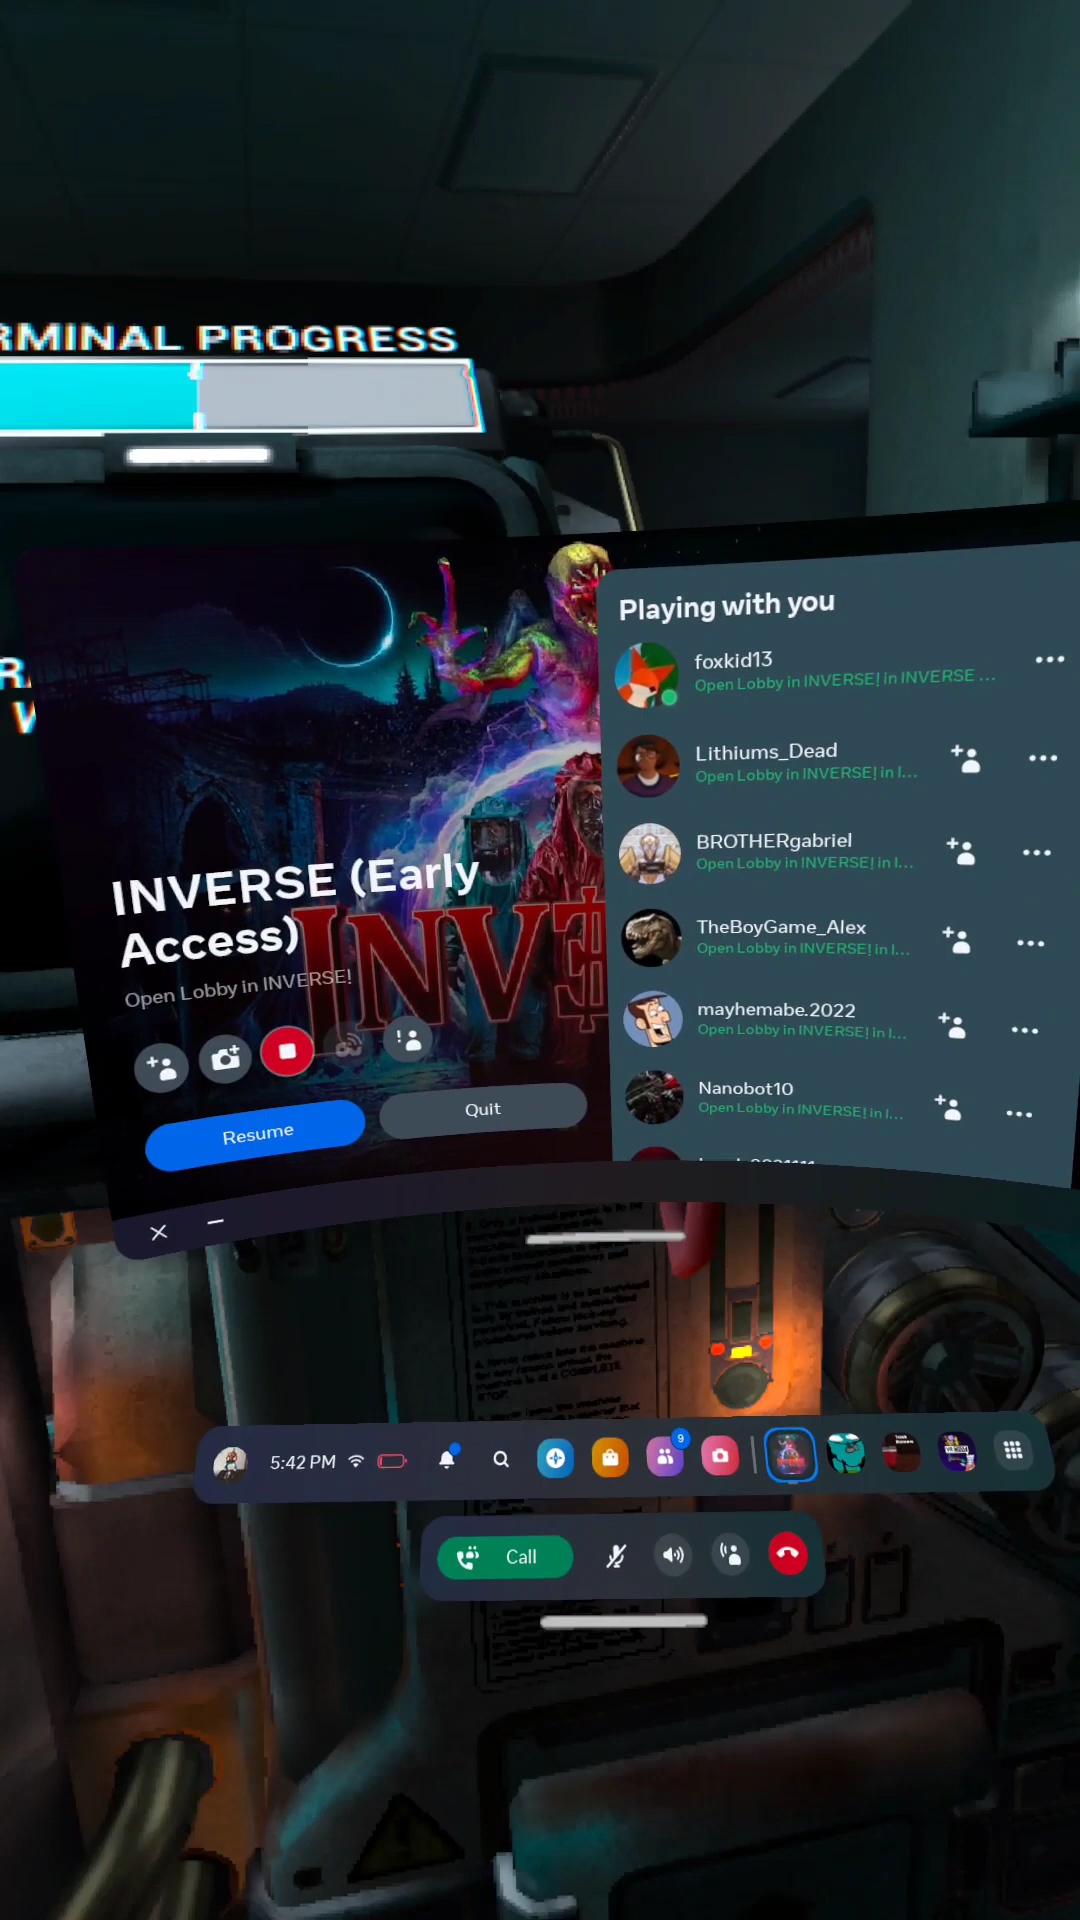 RMINAL PROGRESS
Playing with you
foxkid13
Open Lobby in INVERSE! in INVERSE ...
Lithiums_Dead
Open Lobby in INVERSE! in I...
BROTHERgabriel
Open Lobby in INVERSE! in I...
TheBoyGame_Alex
Open Lobby in INVERSE! in I...
mayhemabe.2022
Open Lobby in INVERSE! in I...
Nanobot10
Open Lobby in INVERSE! in I...
INVERSE (Early
Access)
Open Lobby in INVERSE!
INVE
Resume
Quit
5:42 PM
9
Call